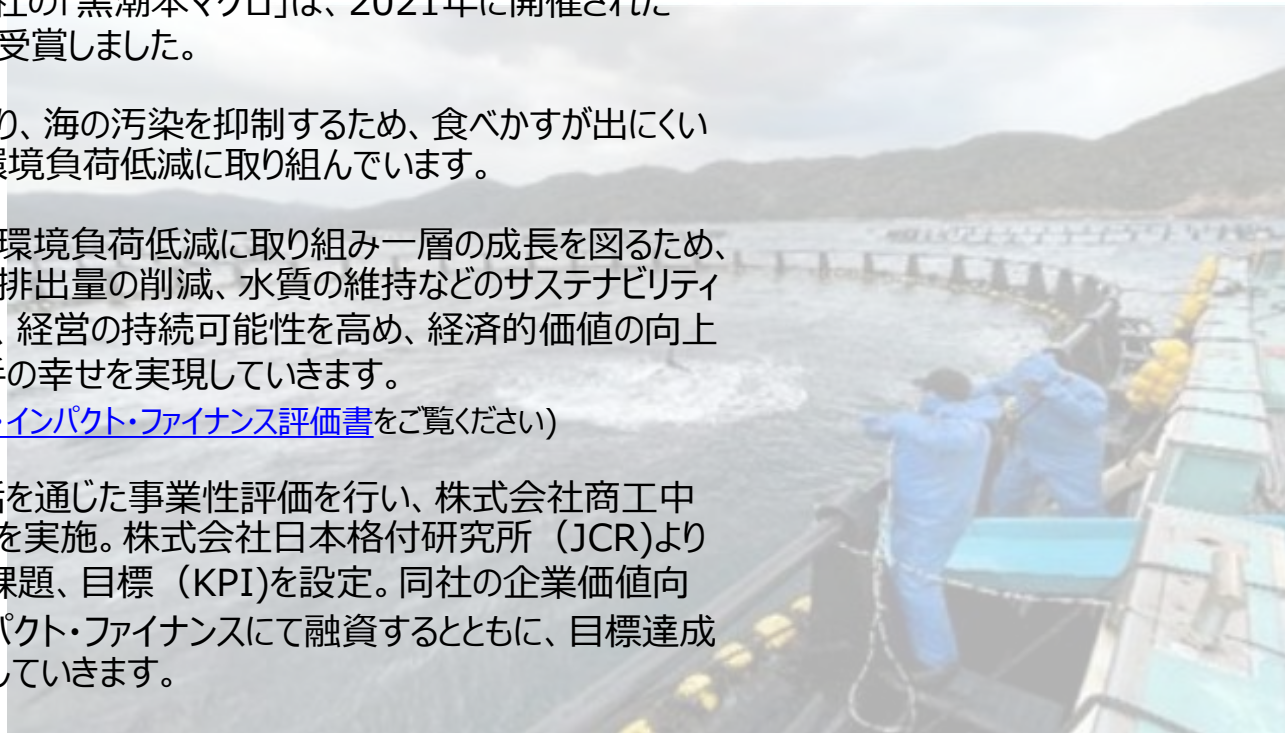 社の「黒潮本マグロ」は、2021年に開催された
受賞しました。
り、海の汚染を抑制するため、食べかすが出にくい
環境負荷低減に取り組んでいます。
環境負荷低減に取り組み一層の成長を図るため、
排出量の削減、水質の維持などのサステナビリティ
、経営の持続可能性を高め、経済的価値の向上
の幸せを実現していきます。
・インパクト・ファイナンス評価書をご覧ください)
を通じた事業性評価を行い、株式会社商工中
を実施。株式会社日本格付研究所（JCR)より
課題、目標（KPI)を設定。同社の企業価値向
パクト・ファイナンスにて融資するとともに、目標達成
していきます。